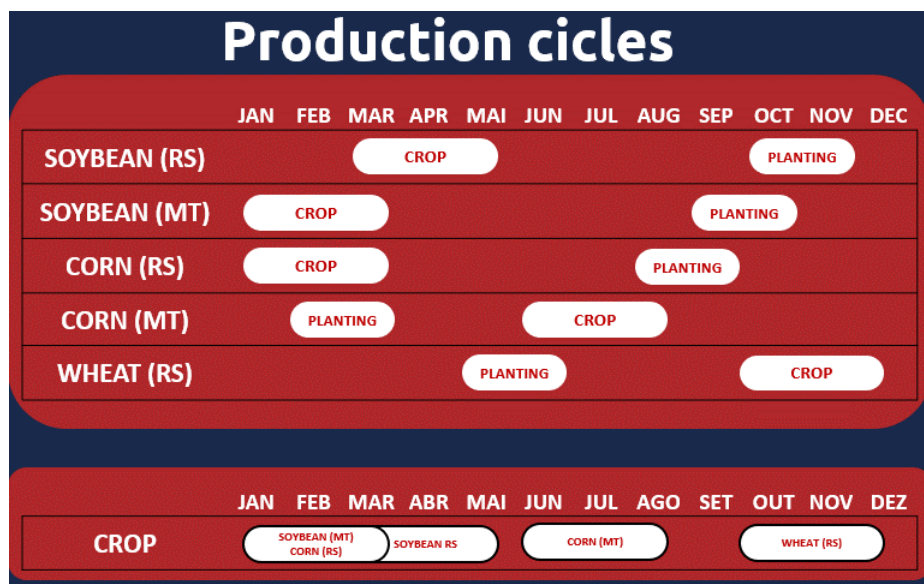 Production cicles
JAN FEB MAR APR MAI JUN JUL AUG SEP OCT NOV DEC
SOYBEAN (RS) CROP PLANTING
SOYBEAN (MT) CROP PLANTING
CORN (RS) CROP PLANTING
CORN (MT) PLANTING CROP
WHEAT (RS) PLANTING CROP
JAN FEB MAR ABR MAI JUN JUL AGO SET OUT NOV DEZ
CROP SOYBEAN (MT) CORN (RS) SOYBEAN RS CORN (MT) WHEAT (RS)